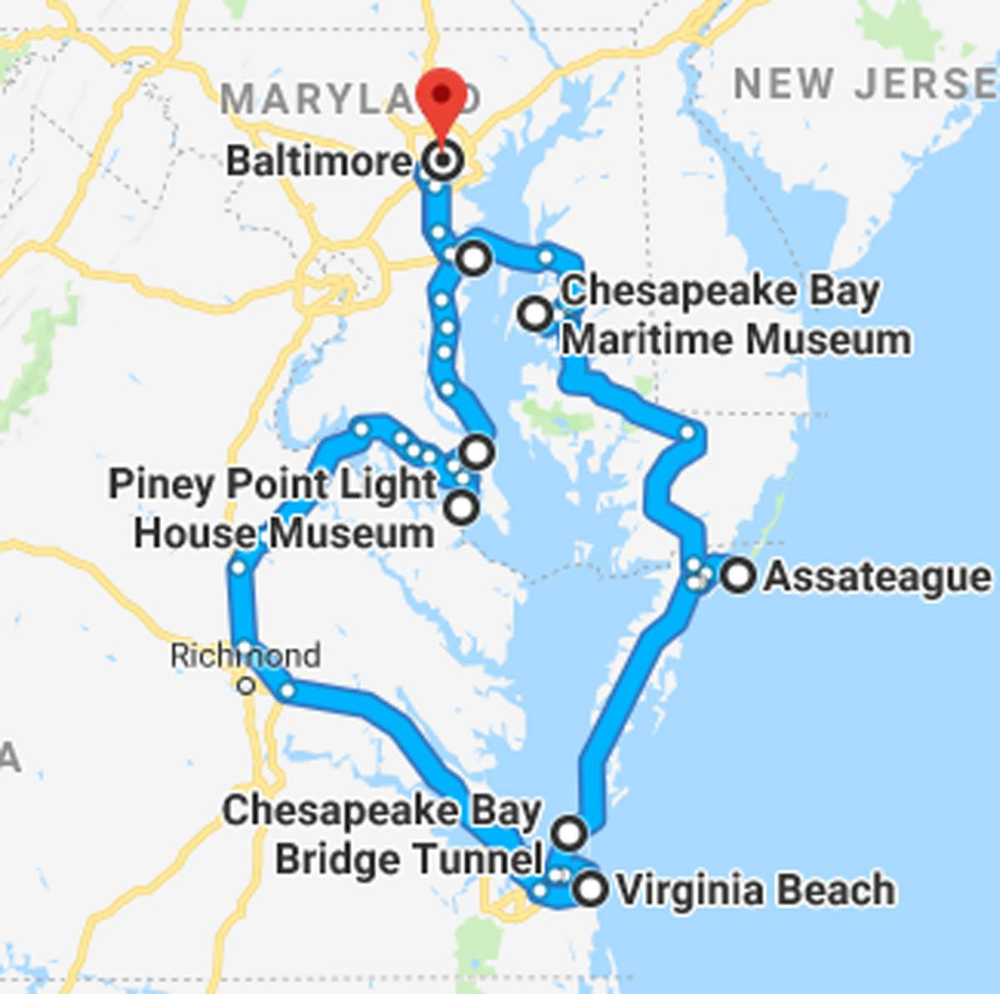 MARYLA D
NEW JERSE
Baltimore
Chesapeake Bay
Maritime Museum
Piney Point Light
House Museum
Assateague
Richmond
A
Chesapeake Bay
Bridge Tunnel
Virginia Beach